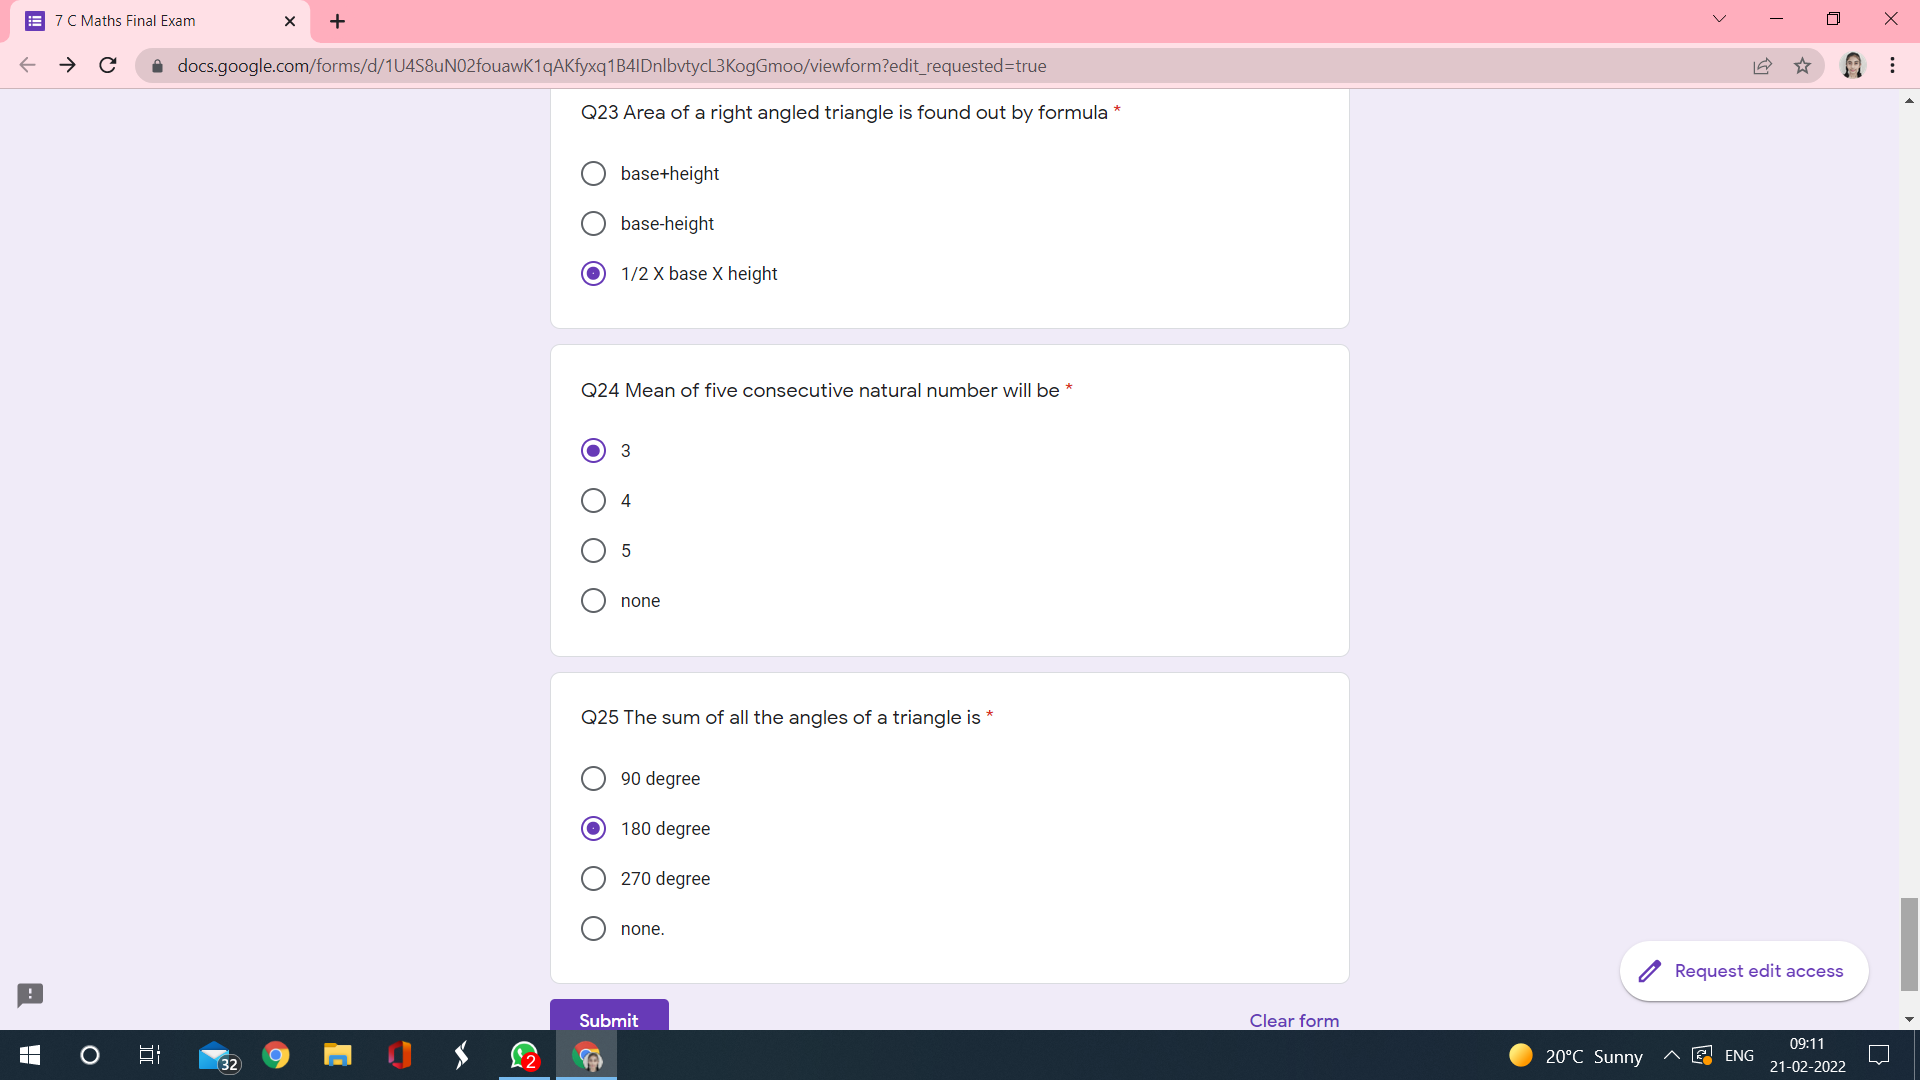 7 C Maths Final Exam
docs.google.com/forms/d/1U4S8uN02fouawK1qAKfyxq1B4IDnlbvtycL3KogGmoo/viewform?edit_requested=true
Q23 Area of a right angled triangle is found out by formula *
base+height
base-height
1/2 X base X height
Q24 Mean of five consecutive natural number will be *
3
4
5
none
Q25 The sum of all the angles of a triangle is *
90 degree
180 degree
270 degree
none.
Request edit access
Submit
Clear form
32
2
20°C Sunny
ENG
09:11
21-02-2022